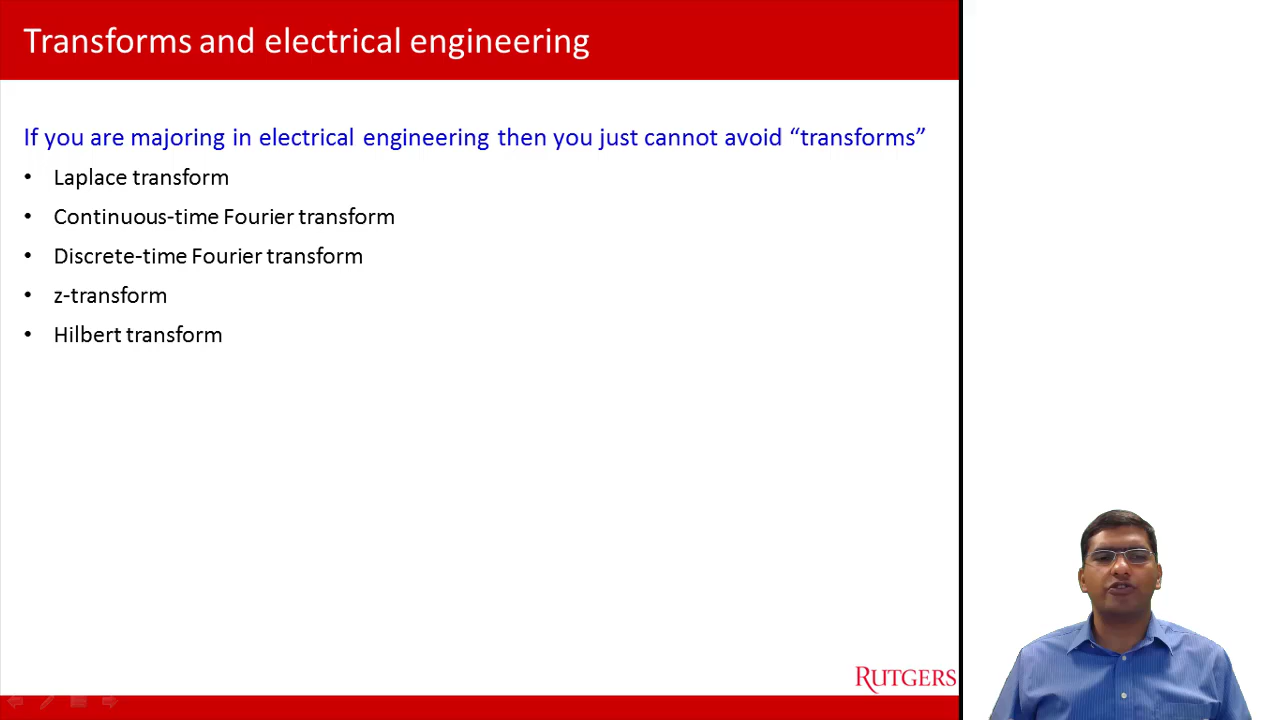 Transforms and electrical engineering
If you are majoring in electrical engineering then you just cannot avoid “transforms”
• Laplace transform
• Continuous-time Fourier transform
• Discrete-time Fourier transform
• z-transform
• Hilbert transform
RUTGERS